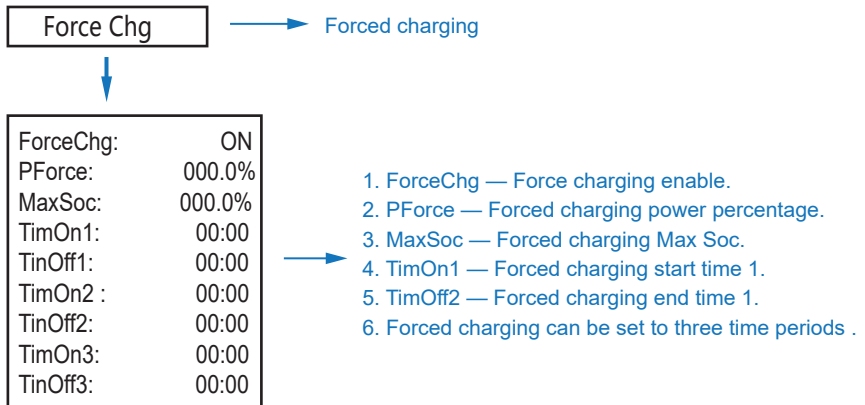 Force Chg
Forced charging
ForceChg: ON
PForce: 000.0%
MaxSoc: 000.0%
TimOn1: 00:00
TinOff1: 00:00
TimOn2 : 00:00
TinOff2: 00:00
TimOn3: 00:00
TinOff3: 00:00
1. ForceChg — Force charging enable.
2. PForce — Forced charging power percentage.
3. MaxSoc — Forced charging Max Soc.
4. TimOn1 — Forced charging start time 1.
5. TimOff2 — Forced charging end time 1.
6. Forced charging can be set to three time periods .